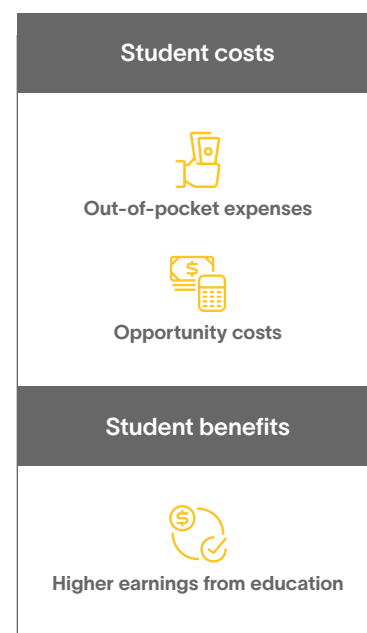 Student costs
Out-of-pocket expenses
$
Opportunity costs
Student benefits
$
Higher earnings from education